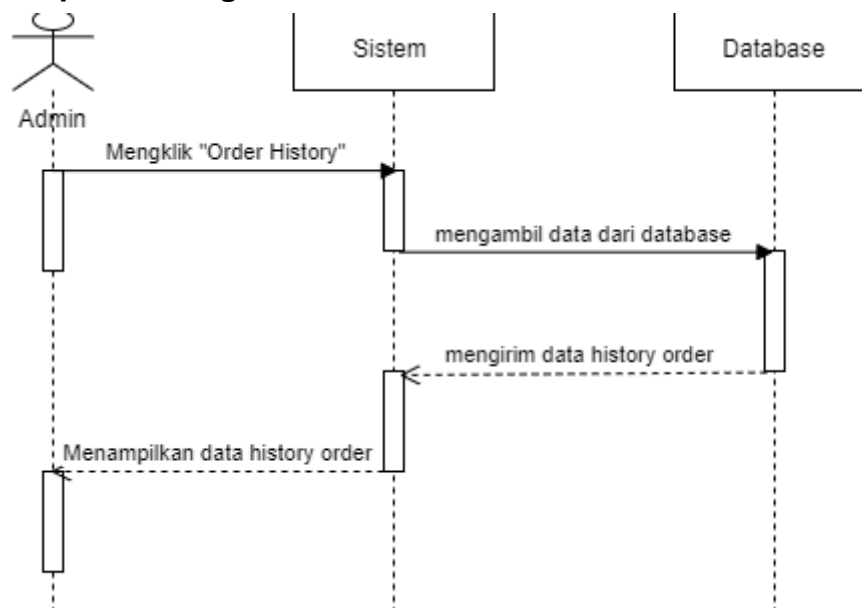 Sistem
Database
Admin
Mengklik "Order History"
mengambil data dari database
mengirim data history order
Menampilkan data history order